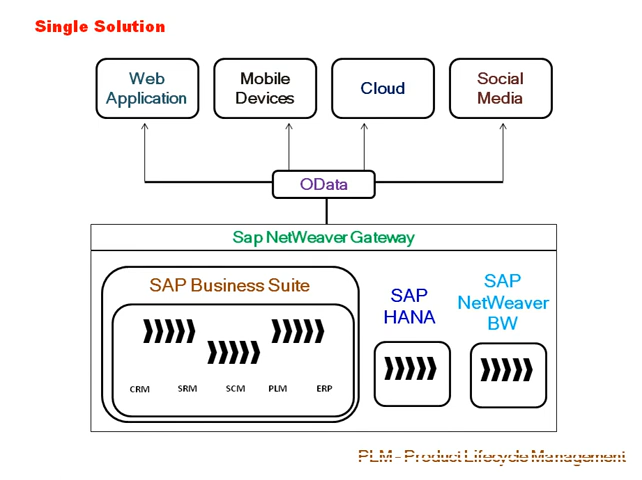 Single Solution
Web
Application
Mobile
Devices
Cloud
Social
Media
OData
Sap NetWeaver Gateway
SAP Business Suite
CRM
SRM
SCM
PLM
ERP
SAP
HANA
SAP
NetWeaver
BW
PLM - Product Lifecycle Management